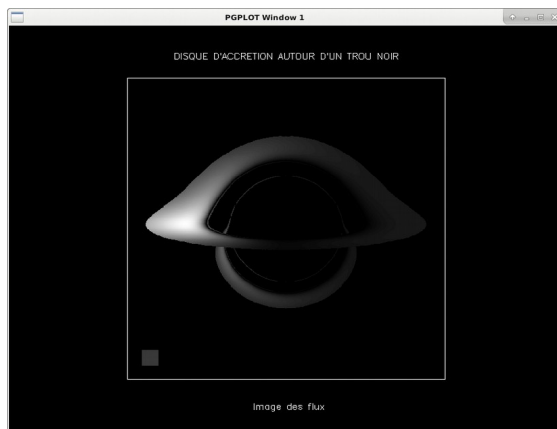 PGPLOT Window 1
DISQUE D'ACCRETION AUTOUR D'UN TROU NOIR
Image des flux